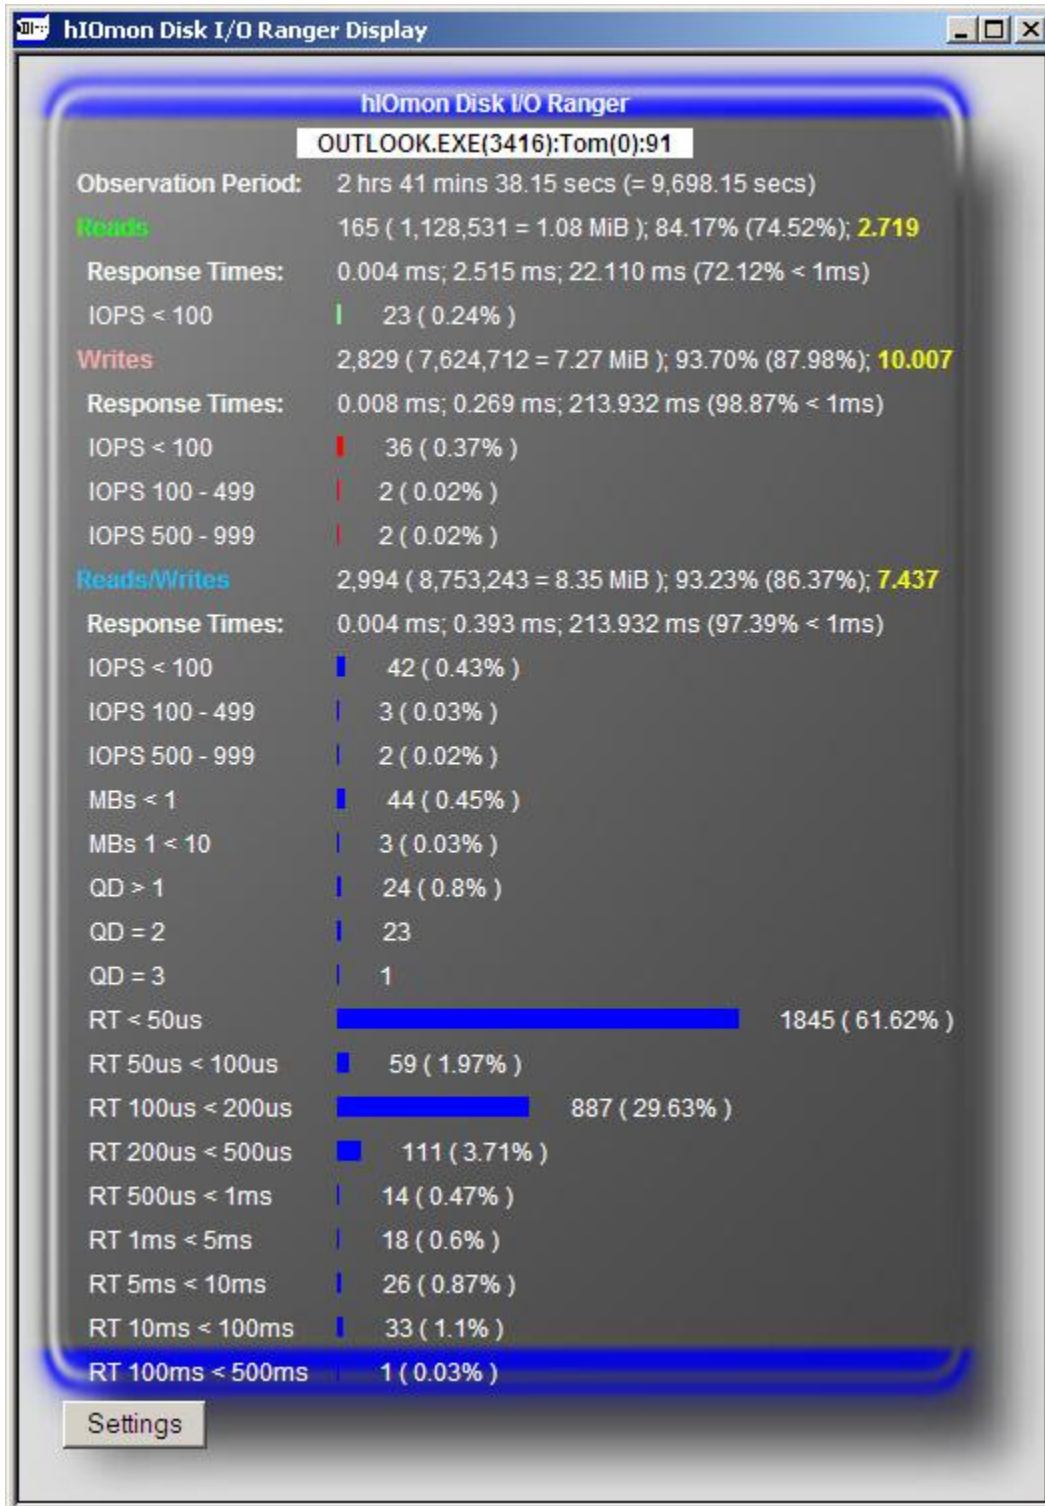 hIOmon Disk I/O Ranger Display
hIOmon Disk I/O Ranger
OUTLOOK.EXE(3416):Tom(0):91
Observation Period: 2 hrs 41 mins 38.15 secs (= 9,698.15 secs)
Reads 165 ( 1,128,531 = 1.08 MiB ); 84.17% (74.52%); 2.719
Response Times: 0.004 ms; 2.515 ms; 22.110 ms (72.12% < 1ms)
IOPS < 100 23 ( 0.24% )
Writes 2,829 ( 7,624,712 = 7.27 MiB ); 93.70% (87.98%); 10.007
Response Times: 0.008 ms; 0.269 ms; 213.932 ms (98.87% < 1ms)
IOPS < 100 36 ( 0.37% )
IOPS 100 - 499 2 ( 0.02% )
IOPS 500 - 999 2 ( 0.02% )
Reads/Writes 2,994 ( 8,753,243 = 8.35 MiB ); 93.23% (86.37%); 7.437
Response Times: 0.004 ms; 0.393 ms; 213.932 ms (97.39% < 1ms)
IOPS < 100 42 ( 0.43% )
IOPS 100 - 499 3 ( 0.03% )
IOPS 500 - 999 2 ( 0.02% )
MBs < 1 44 ( 0.45% )
MBs 1 < 10 3 ( 0.03% )
QD > 1 24 ( 0.8% )
QD = 2 23
QD = 3 1
RT < 50us 1845 ( 61.62% )
RT 50us < 100us 59 ( 1.97% )
RT 100us < 200us 887 ( 29.63% )
RT 200us < 500us 111 ( 3.71% )
RT 500us < 1ms 14 ( 0.47% )
RT 1ms < 5ms 18 ( 0.6% )
RT 5ms < 10ms 26 ( 0.87% )
RT 10ms < 100ms 33 ( 1.1% )
RT 100ms < 500ms 1 ( 0.03% )
Settings